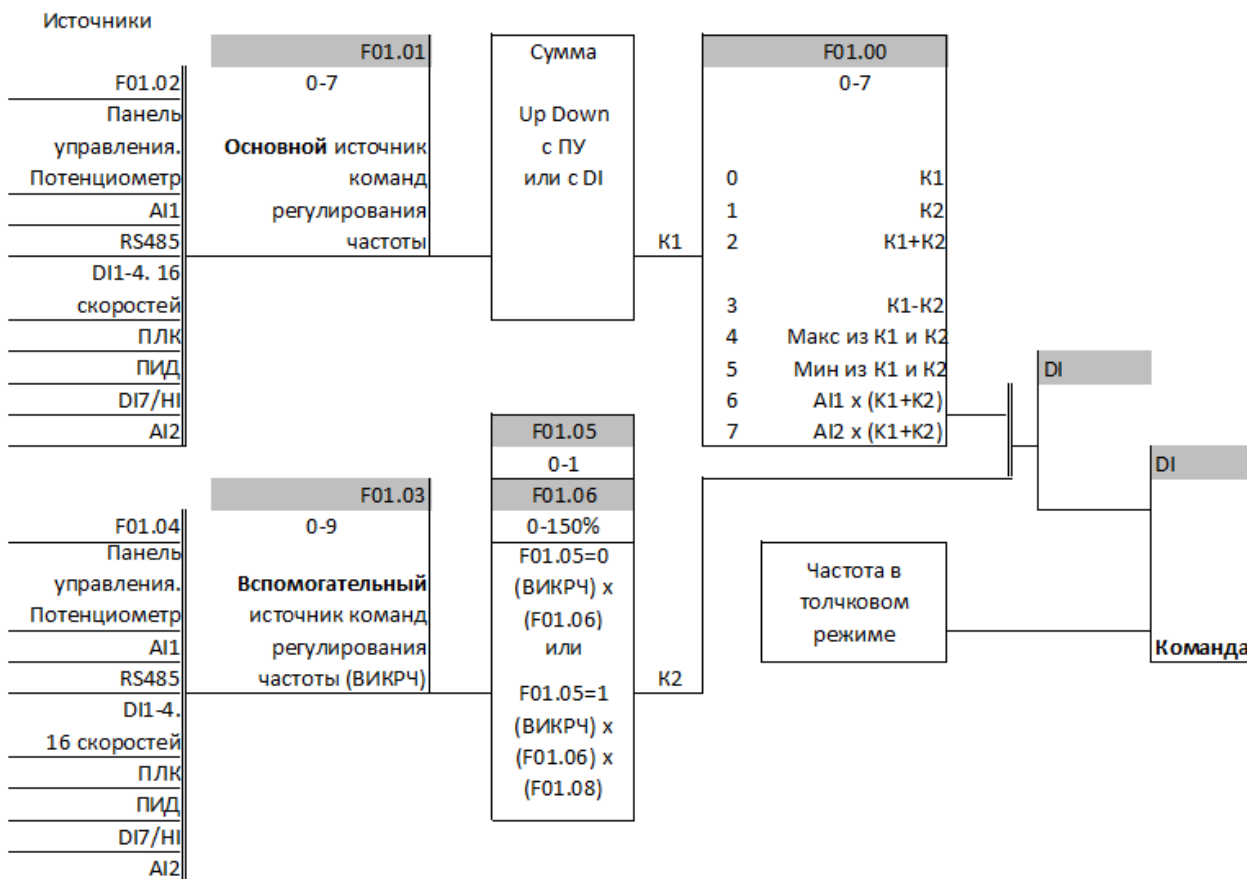 Источники
F01.02
Панель
управления.
Потенциометр
AI1
RS485
DI1-4. 16
скоростей
ПЛК
ПИД
DI7/HI
AI2
F01.01
0-7
Основной источник
команд
регулирования
частоты
Сумма
Up Down
с ПУ
или с DI
К1
F01.00
0-7
0 К1
1 К2
2 К1+К2
3 К1-К2
4 Макс из К1 и К2
5 Мин из К1 и К2
6 AI1 x (К1+К2)
7 AI2 x (К1+К2)
DI
DI
Команда
F01.04
Панель
управления.
Потенциометр
AI1
RS485
DI1-4.
16 скоростей
ПЛК
ПИД
DI7/HI
AI2
F01.03
0-9
Вспомогательный
источник команд
регулирования
частоты (ВИКРЧ)
F01.05
0-1
F01.06
0-150%
F01.05=0
(ВИКРЧ) x
(F01.06)
или
F01.05=1
(ВИКРЧ) x
(F01.06) x
(F01.08)
К2
Частота в
толчковом
режиме